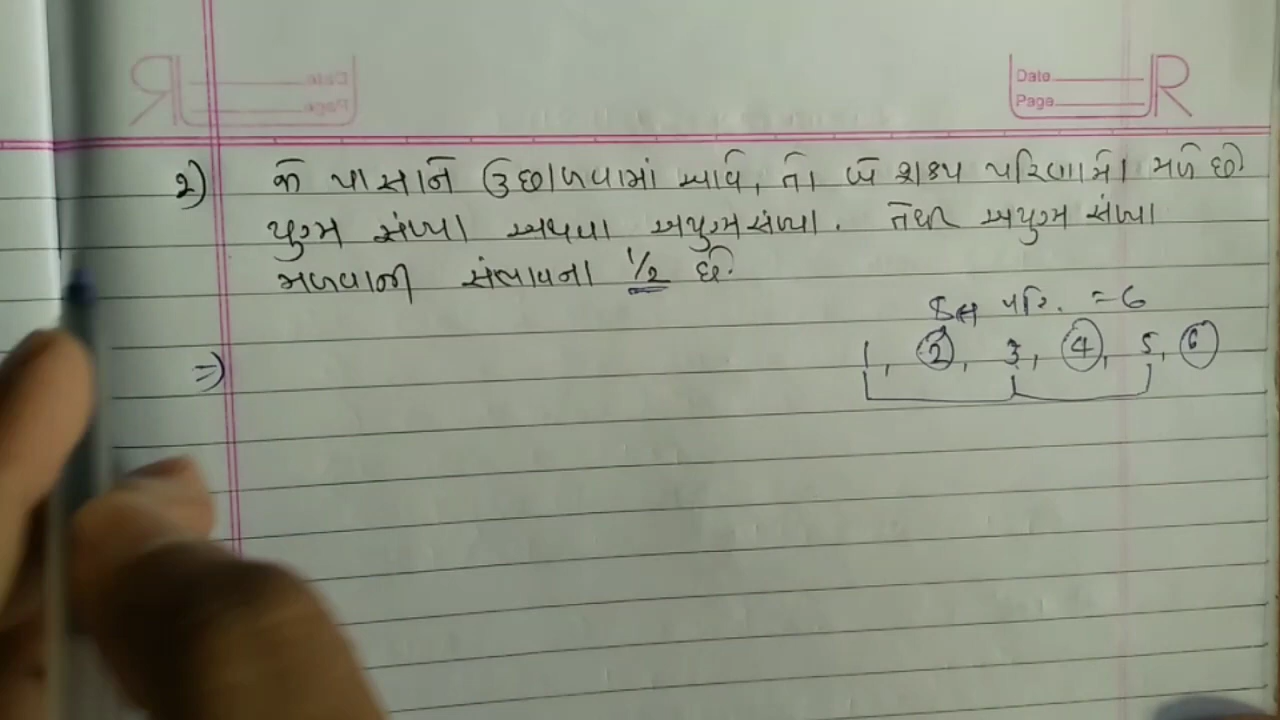 Date
Page
R
૨) જો પાસાને ઉછાળવામાં આવે, તો બે શક્ય પરિણામો મળે છે
યુગ્મ સંખ્યા અથવા અયુગ્મ સંખ્યા. તેથી અયુગ્મ સંખ્યા
મળવાની સંભાવના 1/2 છે.
કુલ પરિ. = 6
⇒) 1, 2, 3, 4, 5, 6